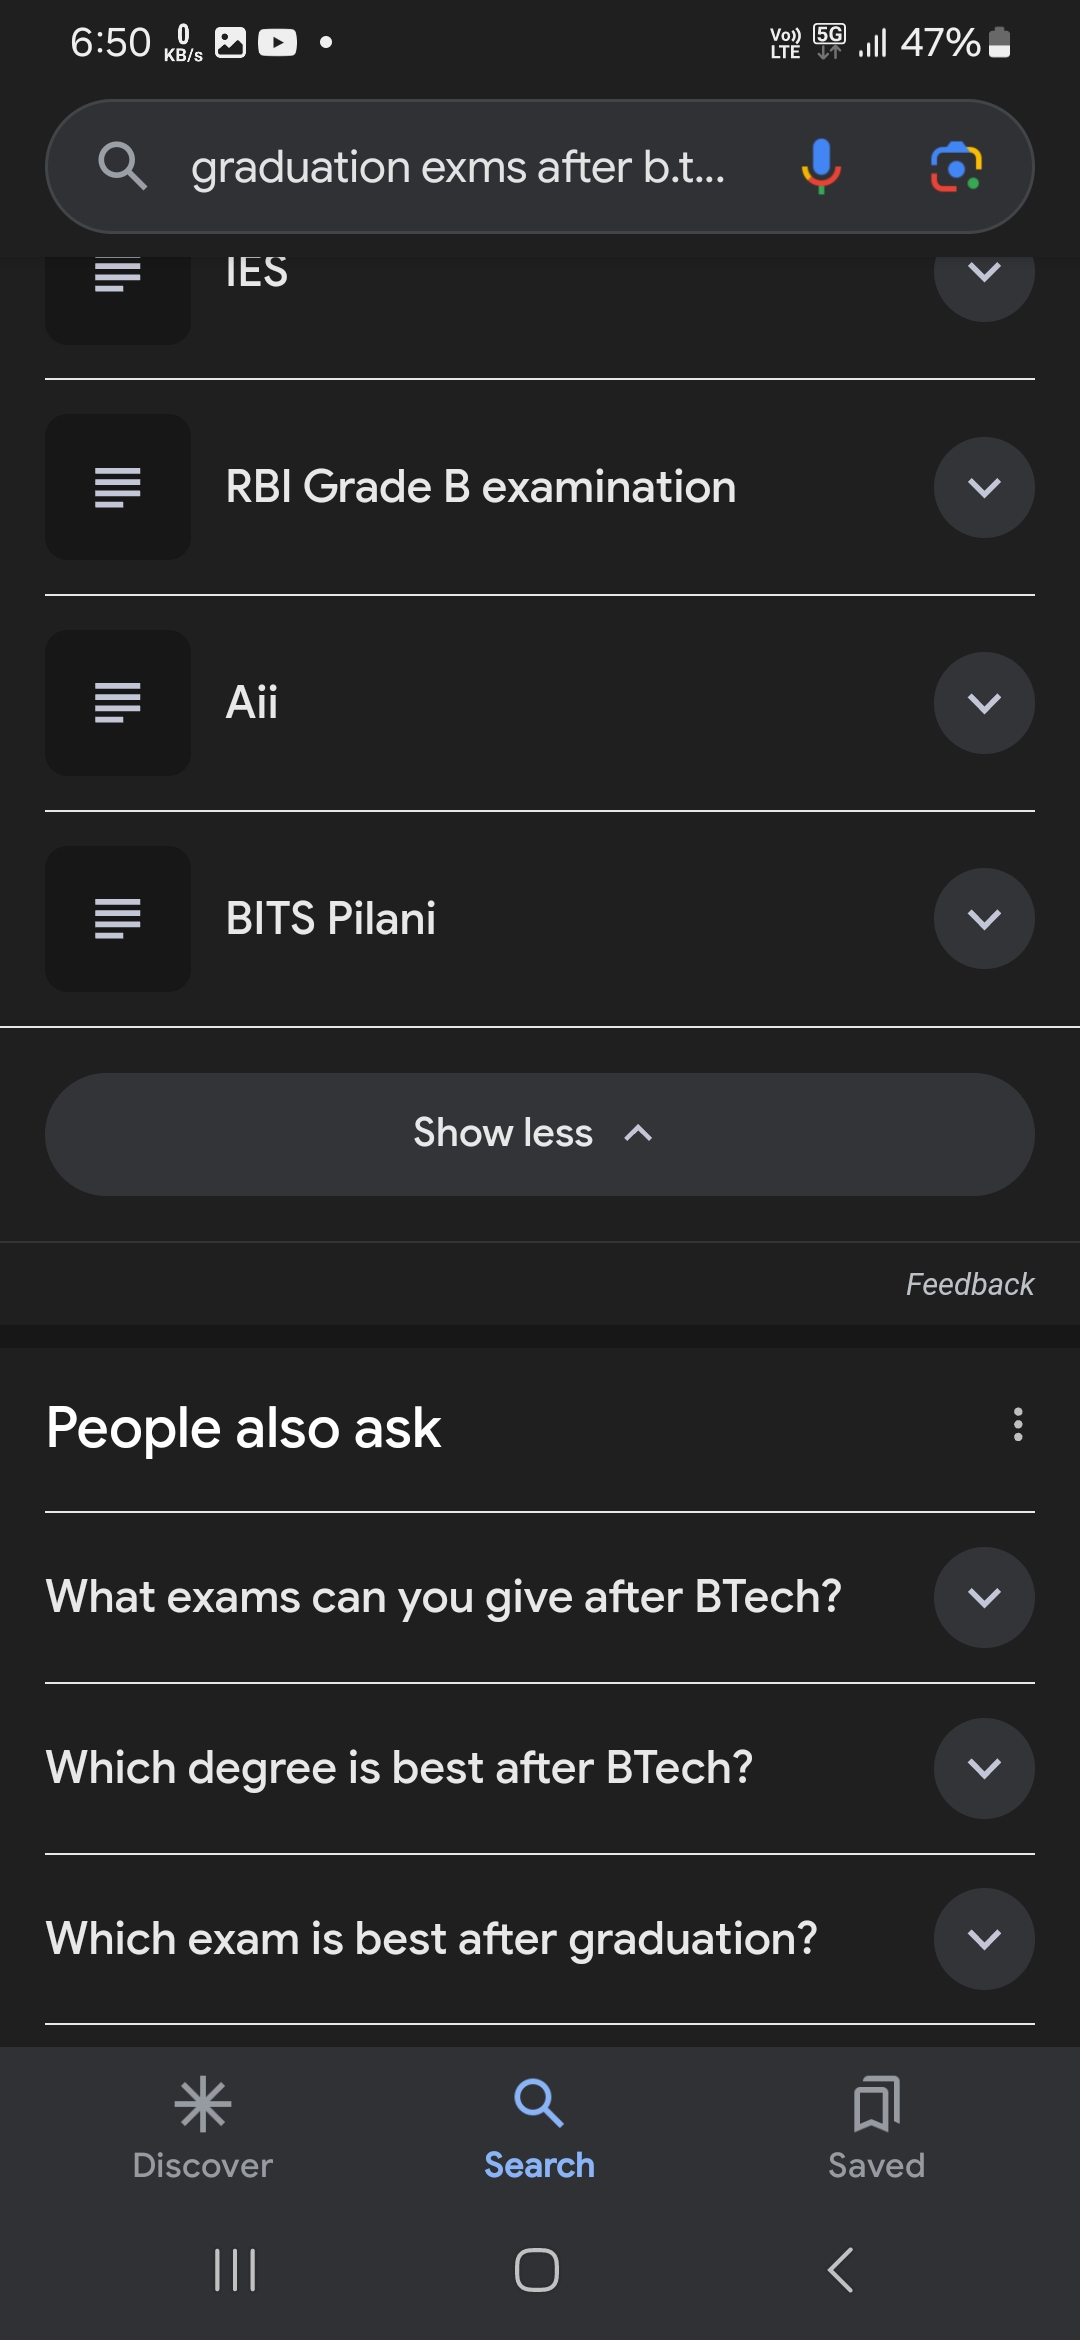 6:50 0 KB/s Vo)) LTE 5G 47%
graduation exms after b.t...
IES
RBI Grade B examination
Aii
BITS Pilani
Show less
Feedback
People also ask
What exams can you give after BTech?
Which degree is best after BTech?
Which exam is best after graduation?
Discover Search Saved